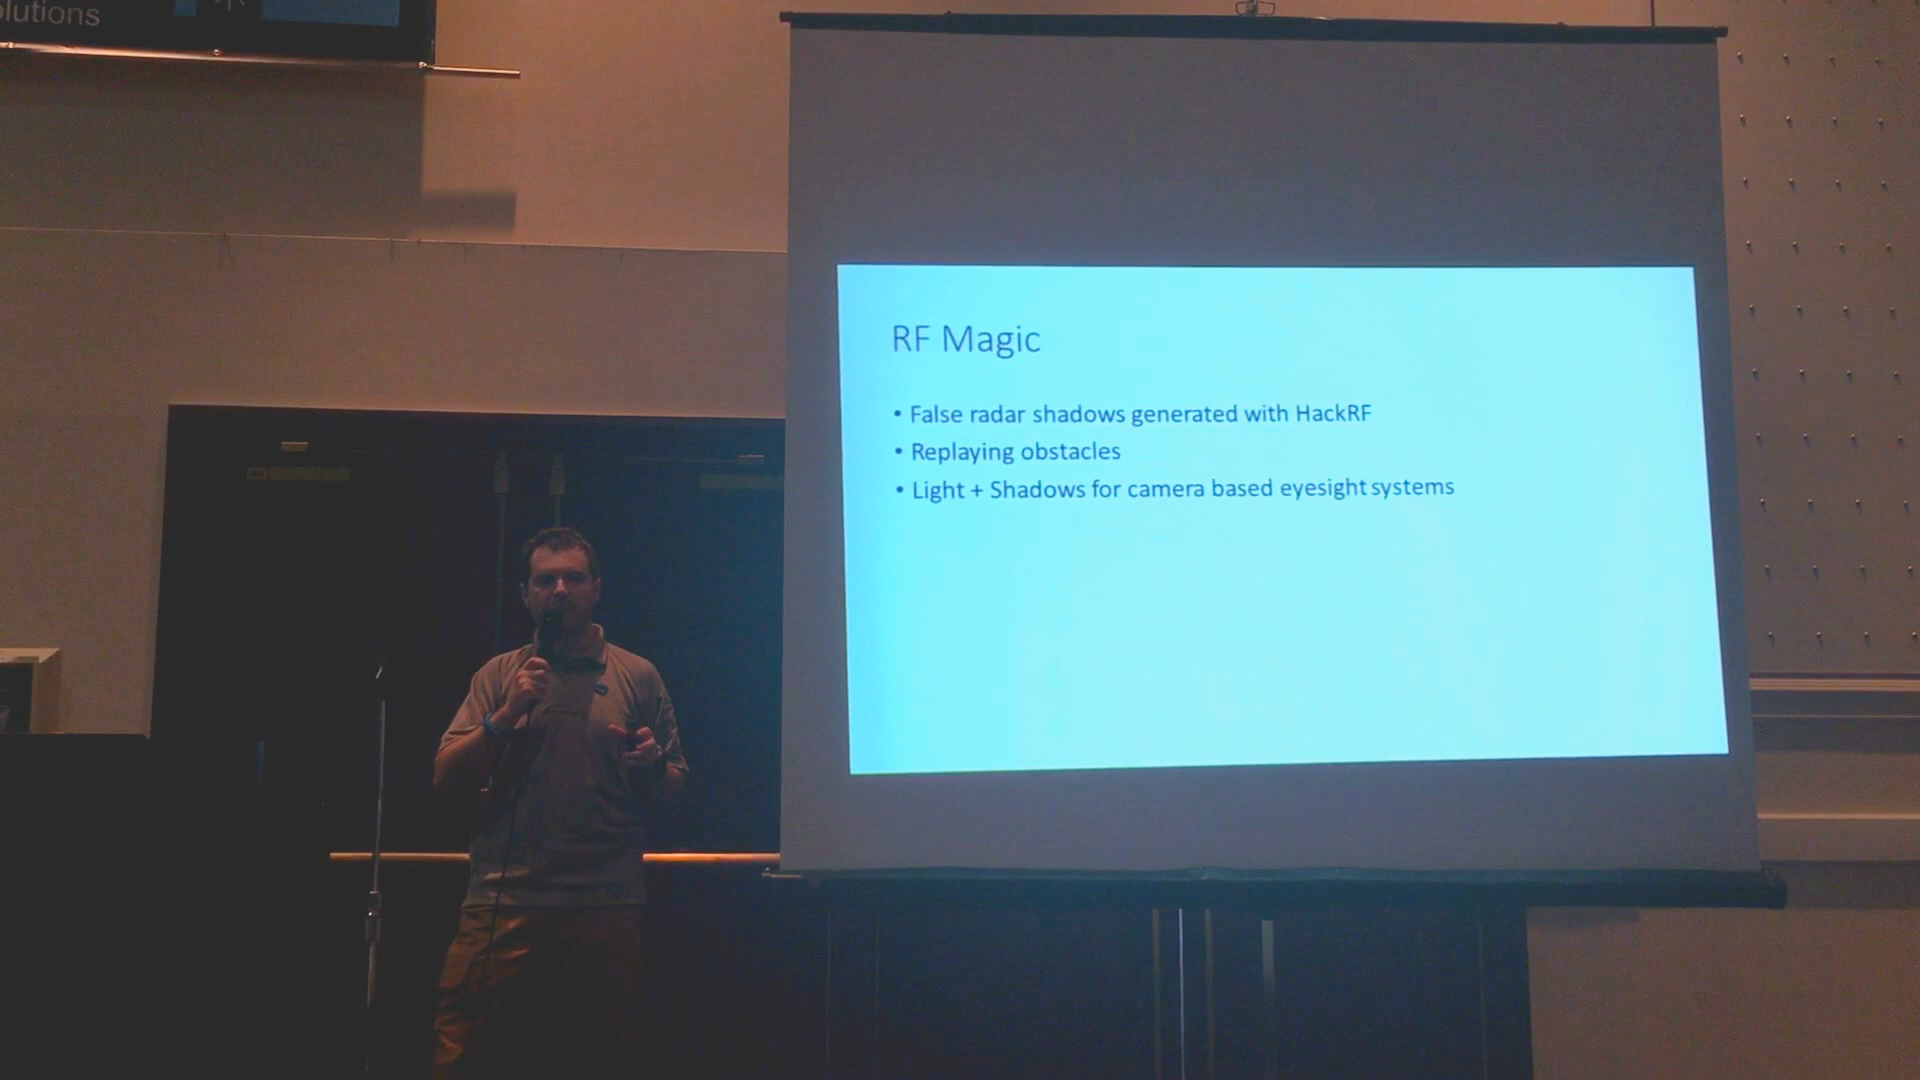 olutions
RF Magic
• False radar shadows generated with HackRF
• Replaying obstacles
• Light + Shadows for camera based eyesight systems